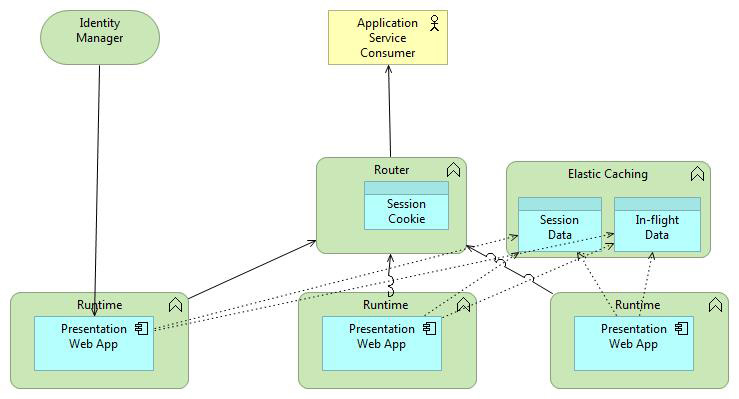 Identity
Manager
Application
Service
Consumer
Router
Session
Cookie
Elastic Caching
Session
Data
In-flight
Data
Runtime
Presentation
Web App
Runtime
Presentation
Web App
Runtime
Presentation
Web App